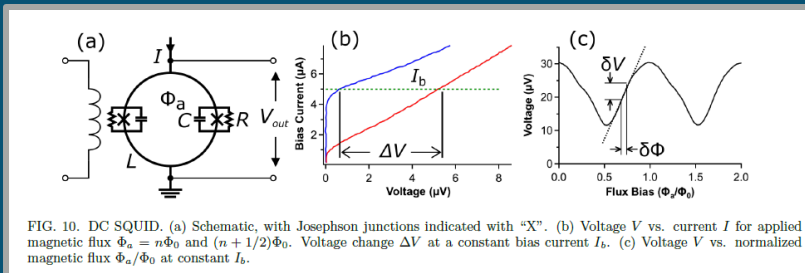 (a)
I
Φa
C
R
Vout
L
(b)
Bias Current (µA)
6
4
2
Ib
ΔV
0 2 4 6 8
Voltage (µV)
(c)
Voltage (µV)
30
20
10
0
δV
δΦ
0.0 0.5 1.0 1.5 2.0
Flux Bias (Φa/Φ0)
FIG. 10. DC SQUID. (a) Schematic, with Josephson junctions indicated with “X”. (b) Voltage V vs. current I for applied
magnetic flux Φa = nΦ0 and (n + 1/2)Φ0. Voltage change ΔV at a constant bias current Ib. (c) Voltage V vs. normalized
magnetic flux Φa/Φ0 at constant Ib.